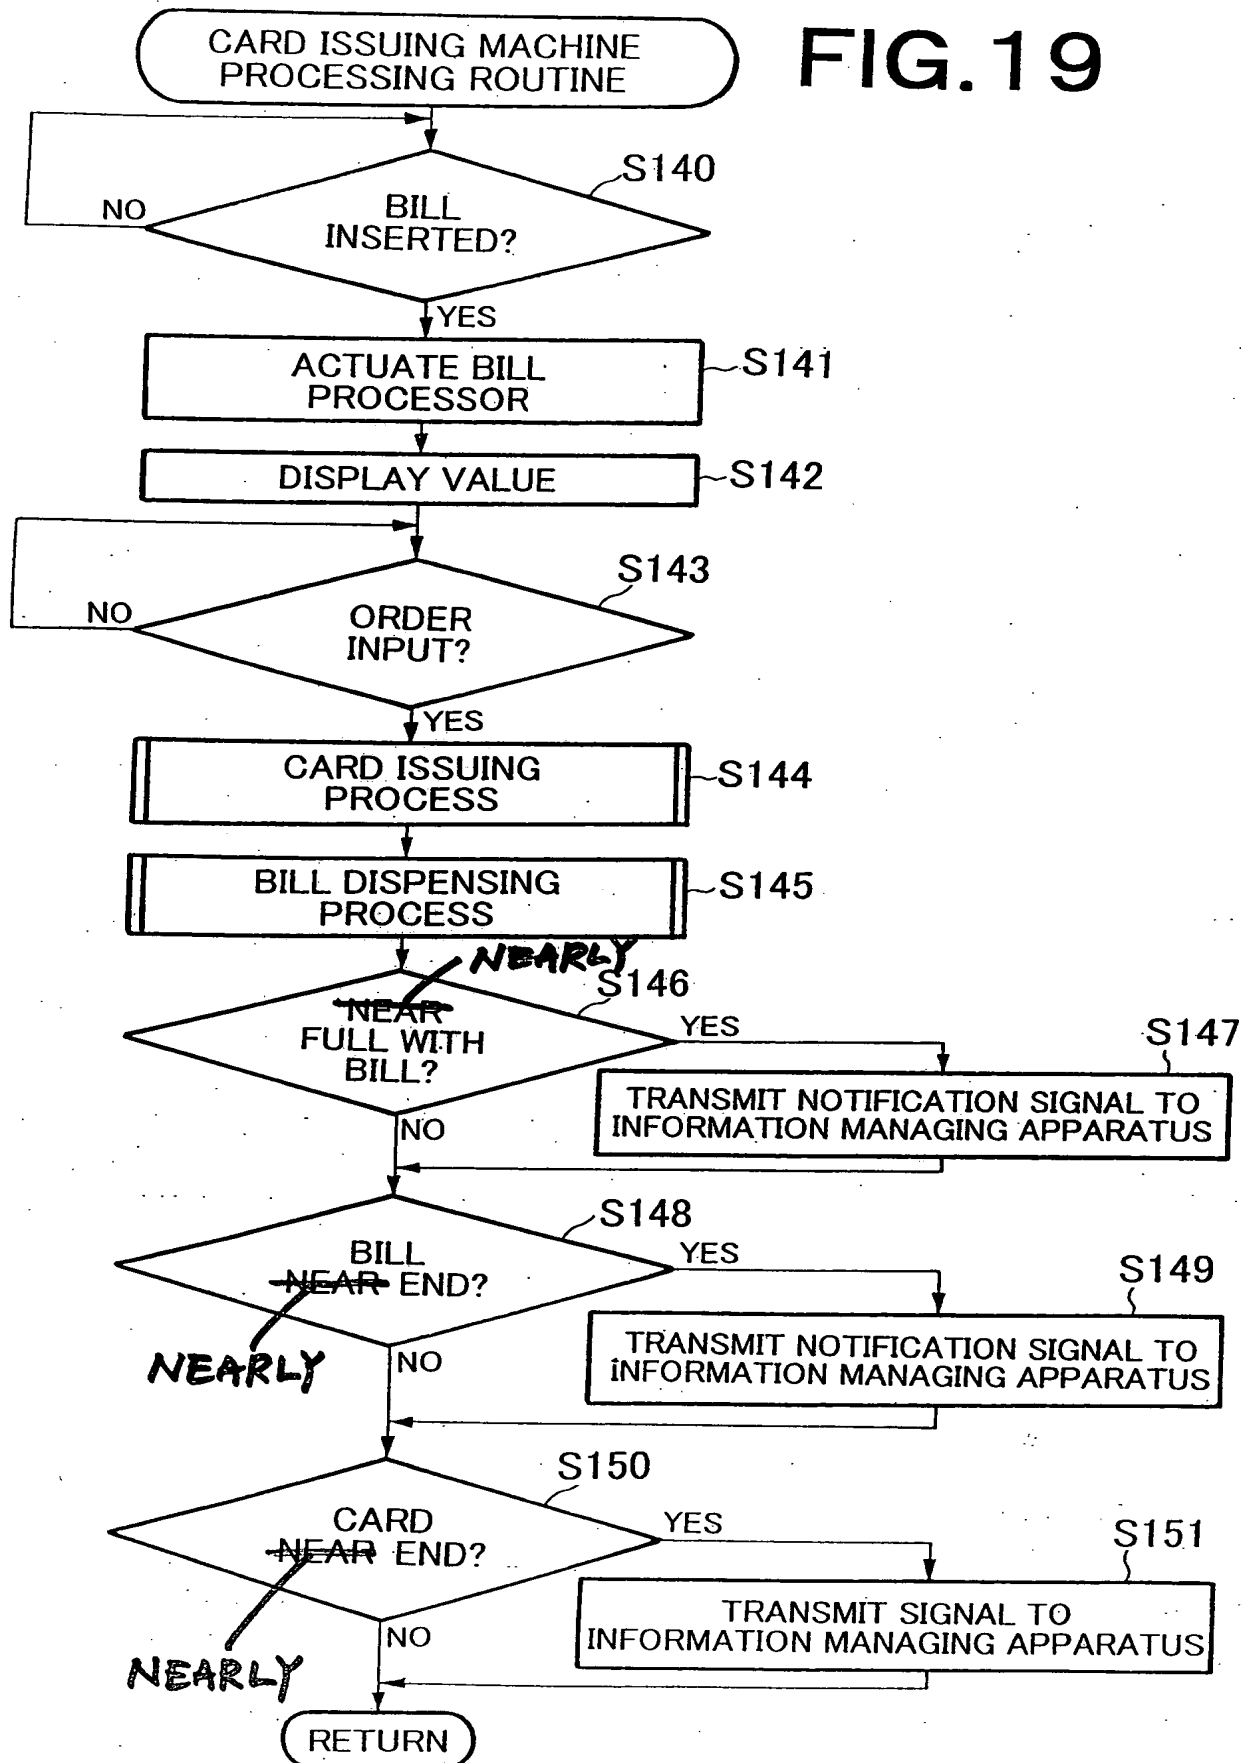 CARD ISSUING MACHINE
PROCESSING ROUTINE
FIG.19
S140
BILL
INSERTED?
NO
YES
ACTUATE BILL
PROCESSOR
S141
DISPLAY VALUE
S142
S143
ORDER
INPUT?
NO
YES
CARD ISSUING
PROCESS
S144
BILL DISPENSING
PROCESS
S145
NEARLY
S146
NEAR
FULL WITH
BILL?
YES
NO
S147
TRANSMIT NOTIFICATION SIGNAL TO
INFORMATION MANAGING APPARATUS
S148
BILL
NEAR END?
YES
NEARLY
NO
S149
TRANSMIT NOTIFICATION SIGNAL TO
INFORMATION MANAGING APPARATUS
S150
CARD
NEAR END?
YES
NEARLY
NO
S151
TRANSMIT SIGNAL TO
INFORMATION MANAGING APPARATUS
RETURN